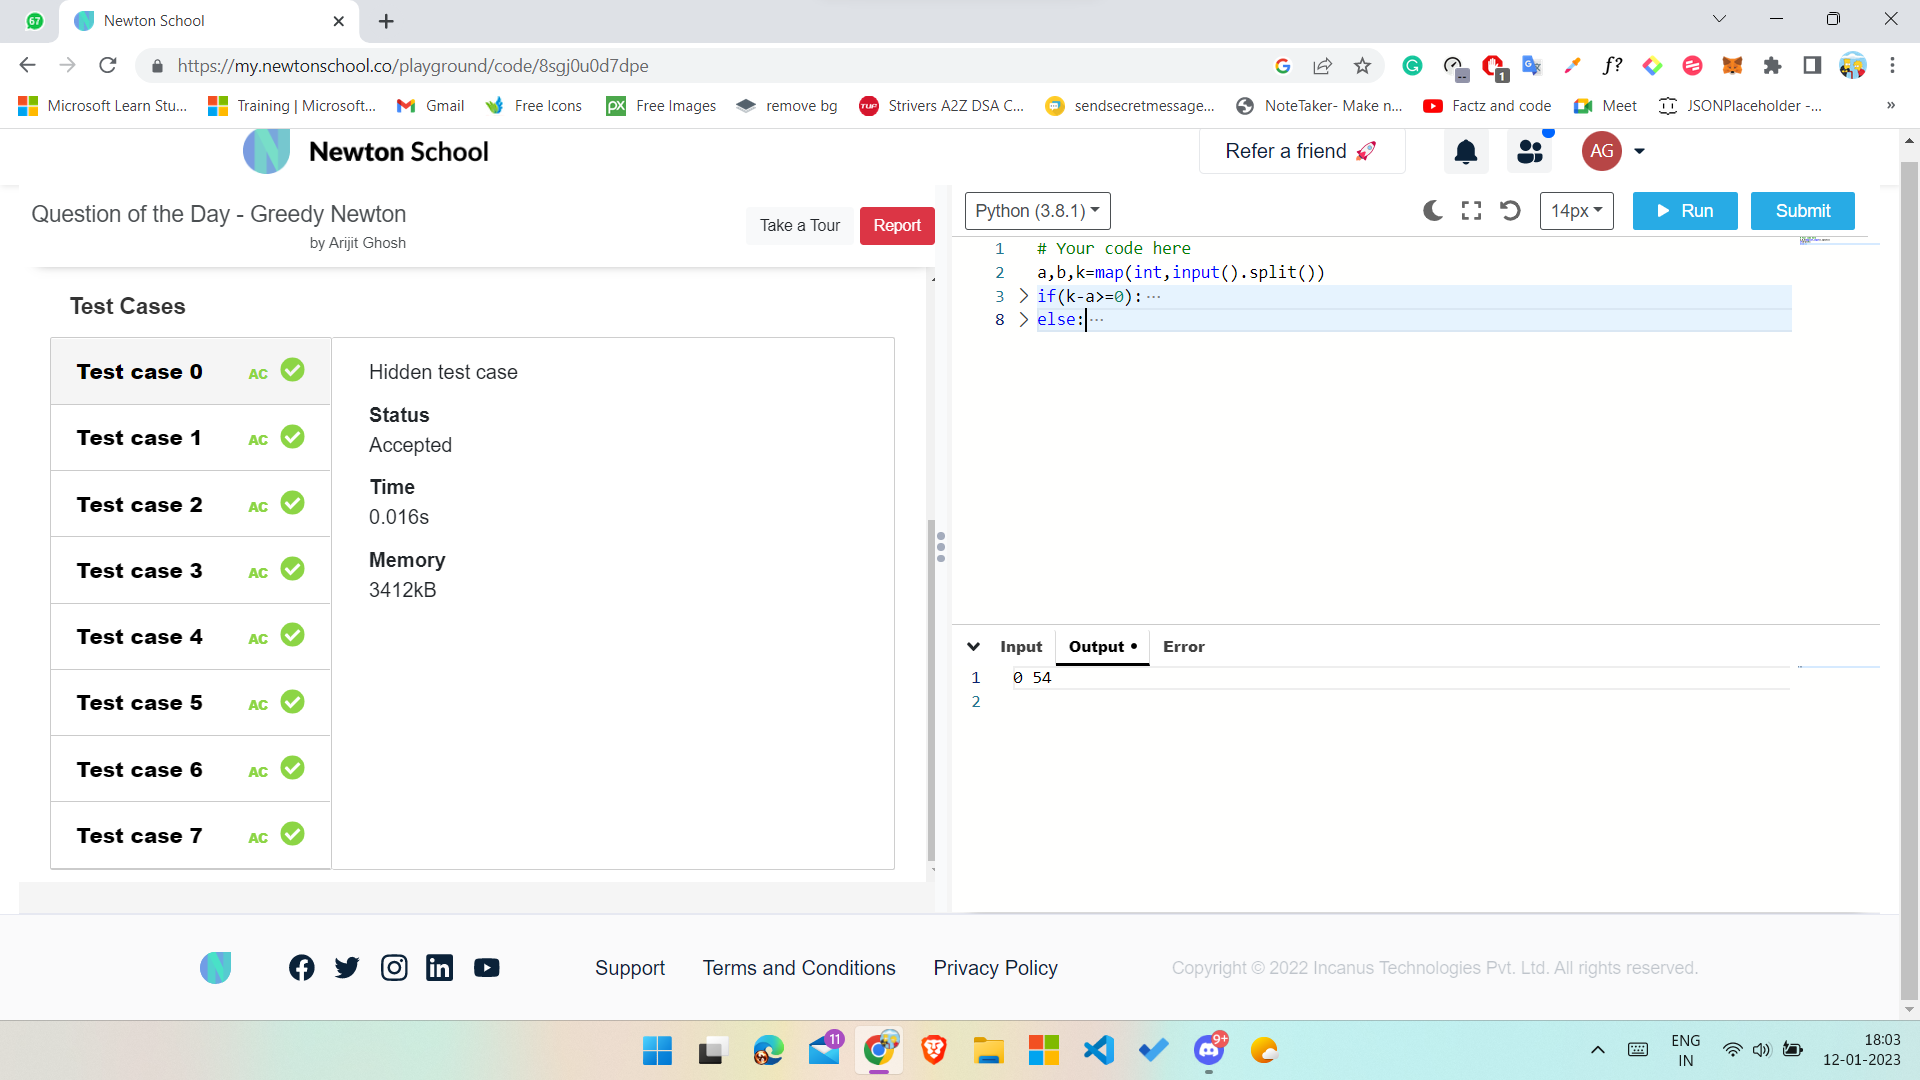 67
Newton School
https://my.newtonschool.co/playground/code/8sgj0u0d7dpe
1
f?
Microsoft Learn Stu...
Training | Microsoft...
Gmail
Free Icons
px
Free Images
remove bg
TUF
Strivers A2Z DSA C...
sendsecretmessage...
NoteTaker- Make n...
Factz and code
Meet
JSONPlaceholder -...
»
Newton School
Refer a friend
AG
Question of the Day - Greedy Newton
by Arijit Ghosh
Take a Tour
Report
Python (3.8.1)
14px
Run
Submit
Test Cases
Test case 0 AC
Test case 1 AC
Test case 2 AC
Test case 3 AC
Test case 4 AC
Test case 5 AC
Test case 6 AC
Test case 7 AC
Hidden test case
Status
Accepted
Time
0.016s
Memory
3412kB
1 # Your code here
2 a,b,k=map(int,input().split())
3 if(k-a>=0):···
8 else:···
Input
Output •
Error
1 0 54
2
Support
Terms and Conditions
Privacy Policy
Copyright © 2022 Incanus Technologies Pvt. Ltd. All rights reserved.
11
9+
ENG
IN
18:03
12-01-2023